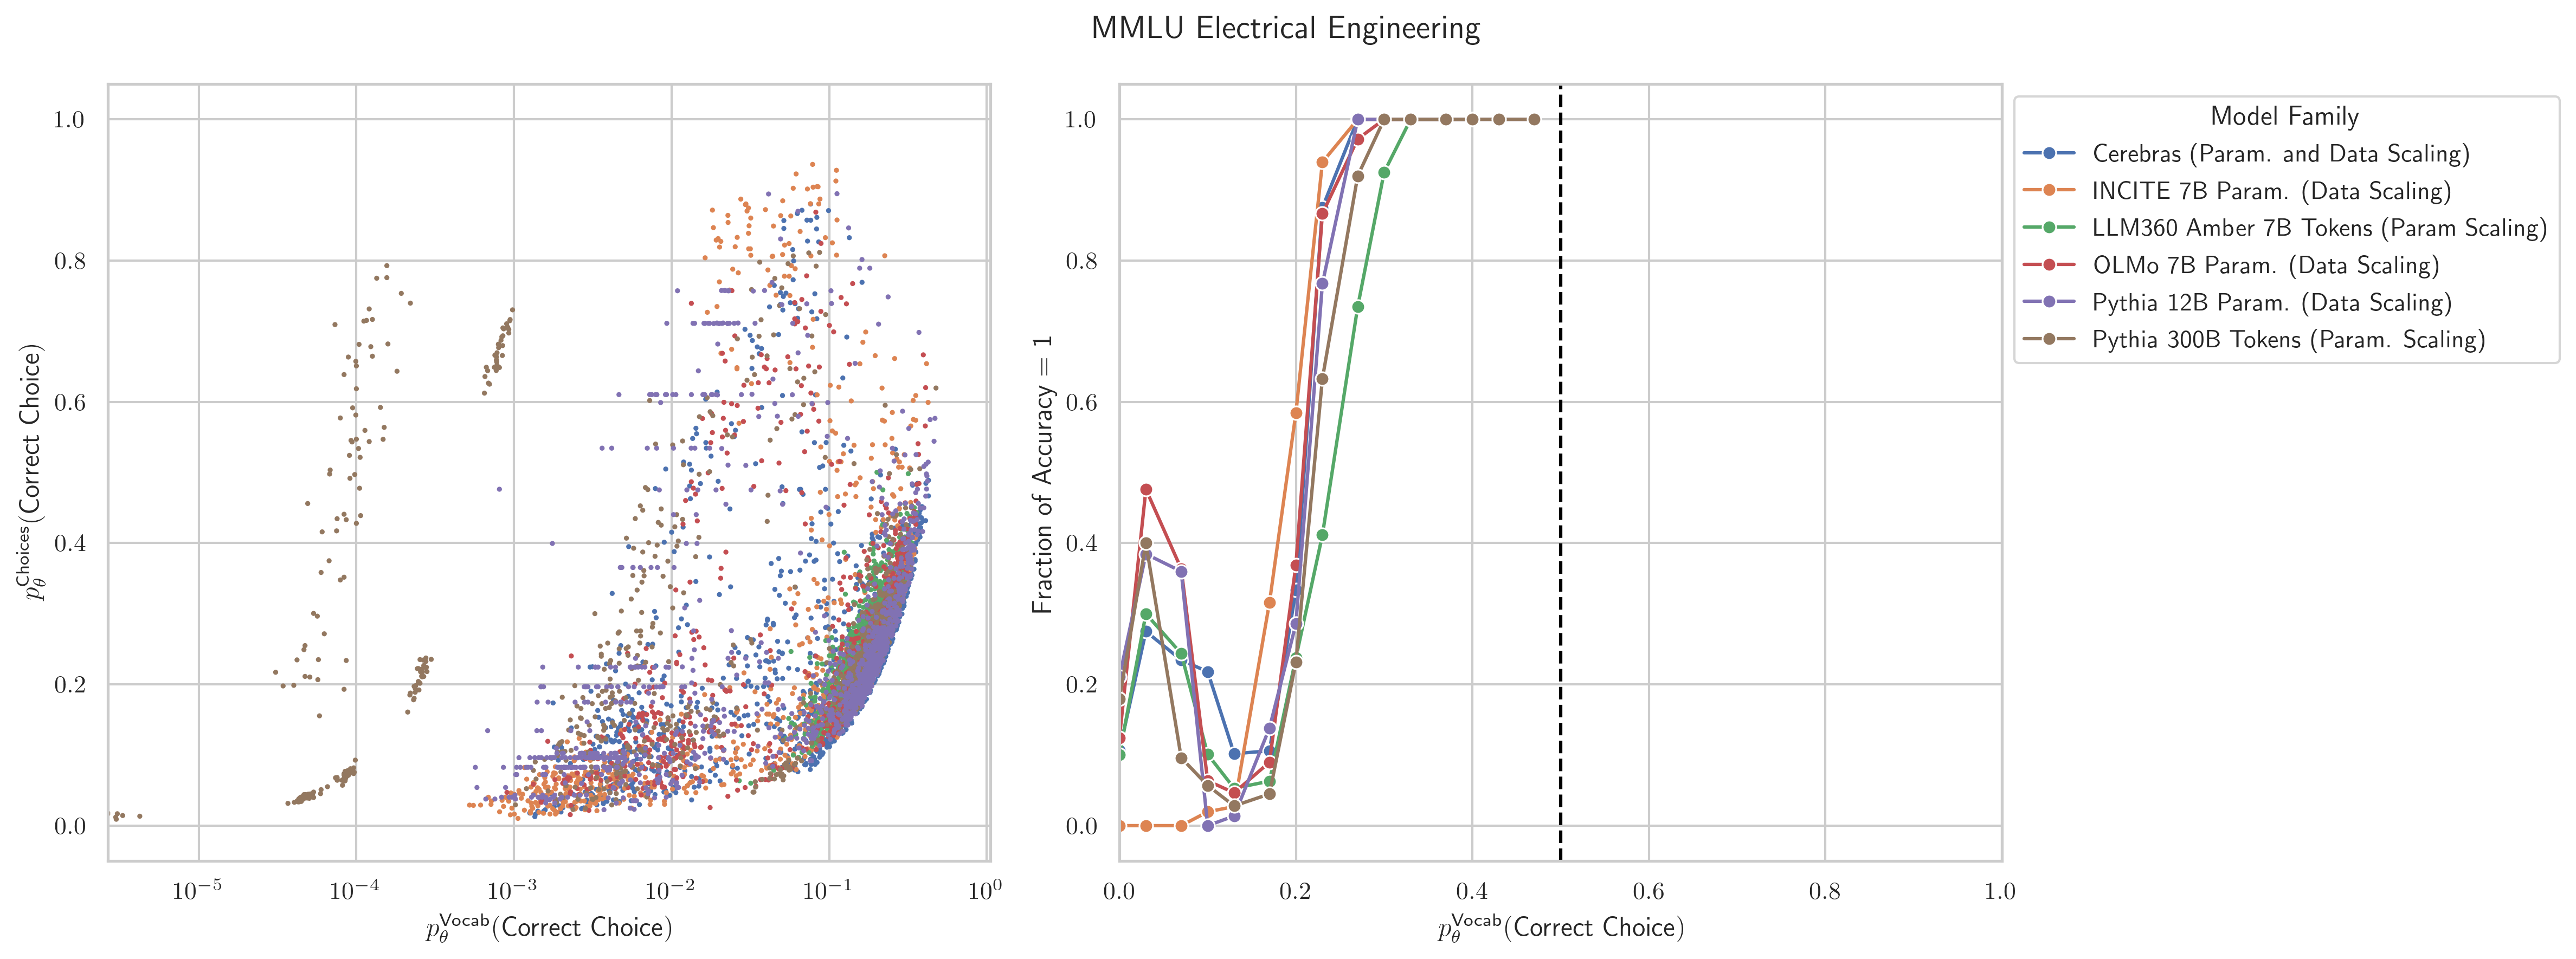 MMLU Electrical Engineering
1.0
0.8
0.6
0.4
0.2
0.0
p_θ^Choices(Correct Choice)
10^−5 10^−4 10^−3 10^−2 10^−1 10^0
p_θ^Vocab(Correct Choice)
1.0
0.8
0.6
0.4
0.2
0.0
Fraction of Accuracy = 1
0.0 0.2 0.4 0.6 0.8 1.0
p_θ^Vocab(Correct Choice)
Model Family
Cerebras (Param. and Data Scaling)
INCITE 7B Param. (Data Scaling)
LLM360 Amber 7B Tokens (Param Scaling)
OLMo 7B Param. (Data Scaling)
Pythia 12B Param. (Data Scaling)
Pythia 300B Tokens (Param. Scaling)